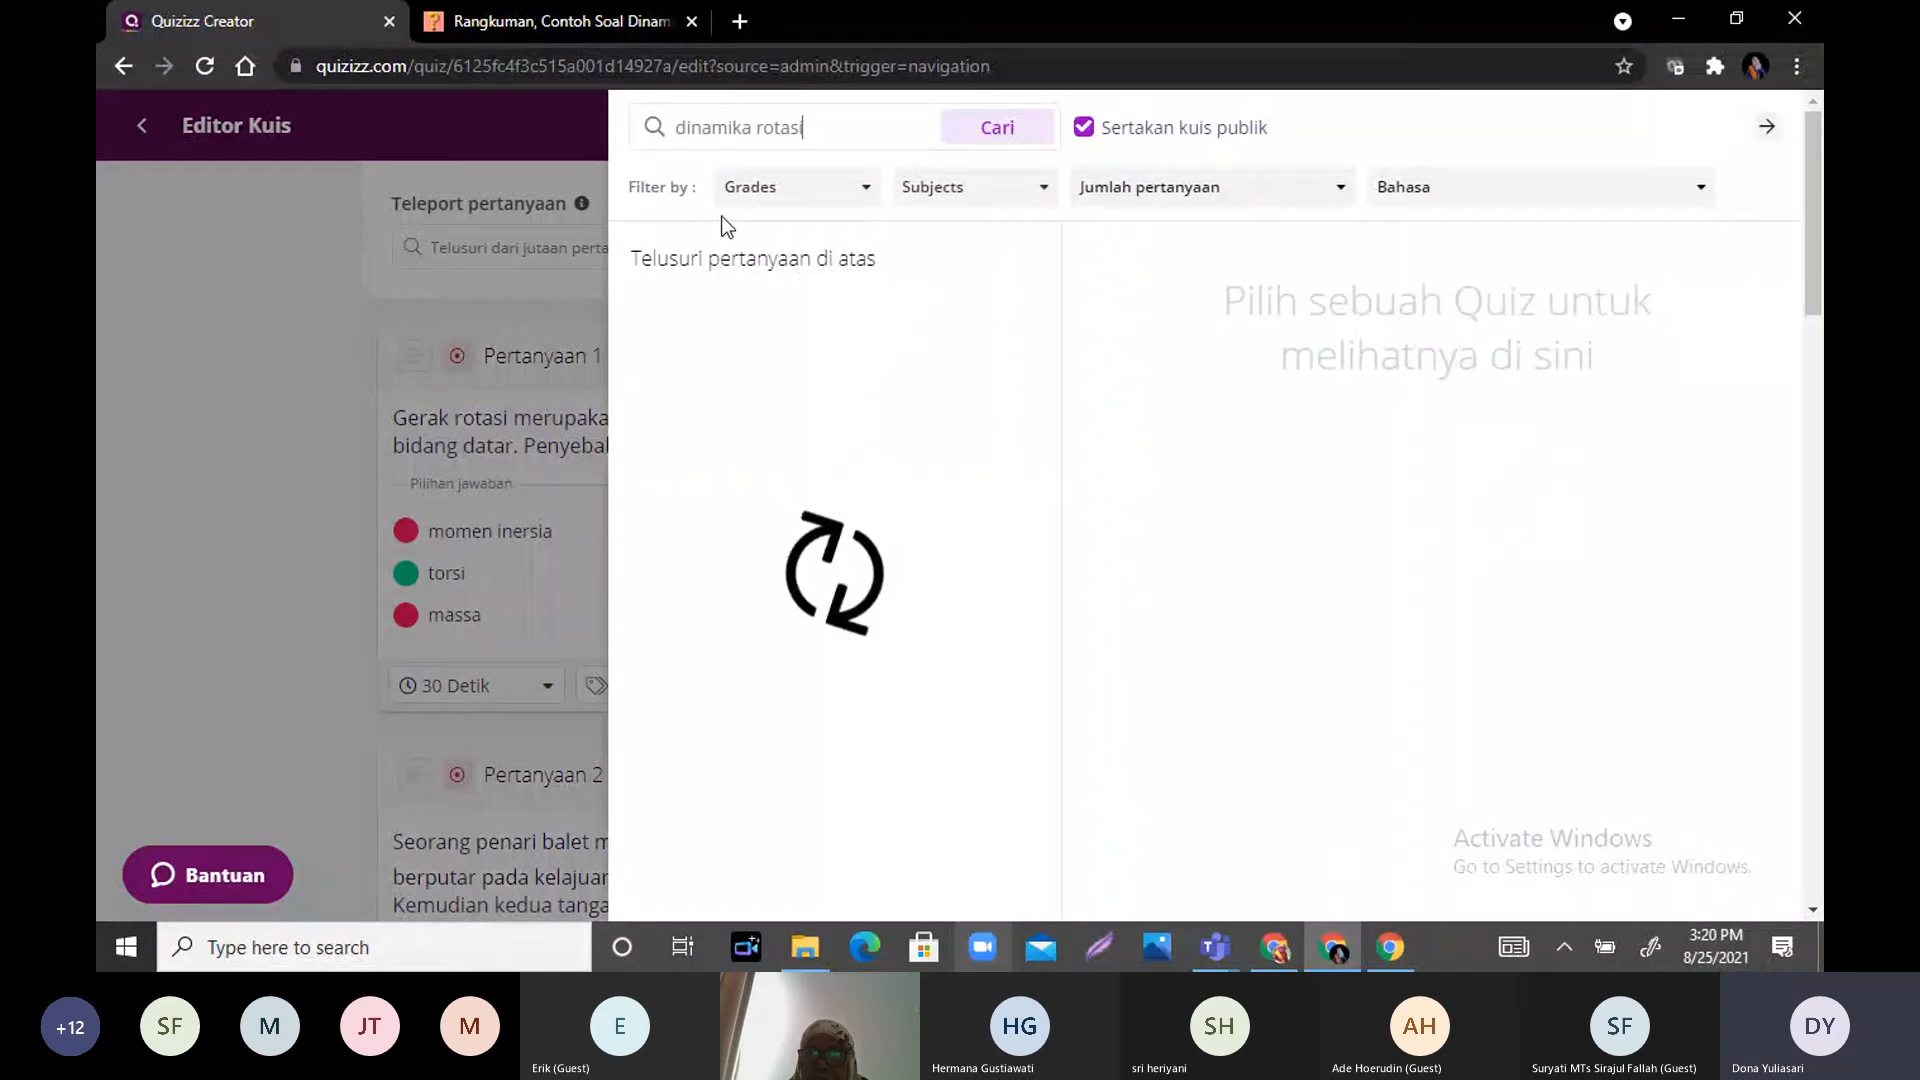 Quizizz Creator
Rangkuman, Contoh Soal Dinam
quizizz.com/quiz/6125fc4f3c515a001d14927a/edit?source=admin&trigger=navigation
Editor Kuis
dinamika rotasi
Cari
Sertakan kuis publik
Filter by :
Grades
Subjects
Jumlah pertanyaan
Bahasa
Teleport pertanyaan
Telusuri dari jutaan perta
Telusuri pertanyaan di atas
Pilih sebuah Quiz untuk
melihatnya di sini
Pertanyaan 1
Gerak rotasi merupaka
bidang datar. Penyebal
Pilihan jawaban
momen inersia
torsi
massa
30 Detik
Pertanyaan 2
Seorang penari balet m
berputar pada kelajuar
Kemudian kedua tanga
Bantuan
Activate Windows
Go to Settings to activate Windows.
Type here to search
3:20 PM
8/25/2021
+12
SF
M
JT
M
E
HG
SH
AH
SF
DY
Erik (Guest)
Hermana Gustiawati
sri heriyani
Ade Hoerudin (Guest)
Suryati MTs Sirajul Fallah (Guest)
Dona Yuliasari